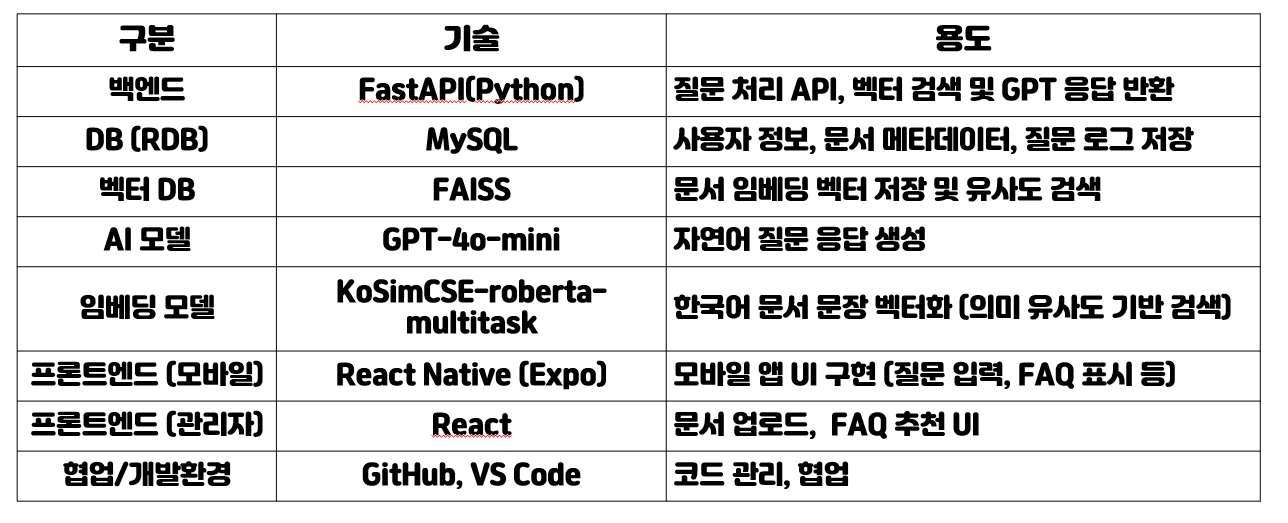 구분 기술 용도
백엔드 FastAPI(Python) 질문 처리 API, 벡터 검색 및 GPT 응답 반환
DB (RDB) MySQL 사용자 정보, 문서 메타데이터, 질문 로그 저장
벡터 DB FAISS 문서 임베딩 벡터 저장 및 유사도 검색
AI 모델 GPT-4o-mini 자연어 질문 응답 생성
임베딩 모델 KoSimCSE-roberta-
multitask 한국어 문서 문장 벡터화 (의미 유사도 기반 검색)
프론트엔드 (모바일) React Native (Expo) 모바일 앱 UI 구현 (질문 입력, FAQ 표시 등)
프론트엔드 (관리자) React 문서 업로드, FAQ 추천 UI
협업/개발환경 GitHub, VS Code 코드 관리, 협업